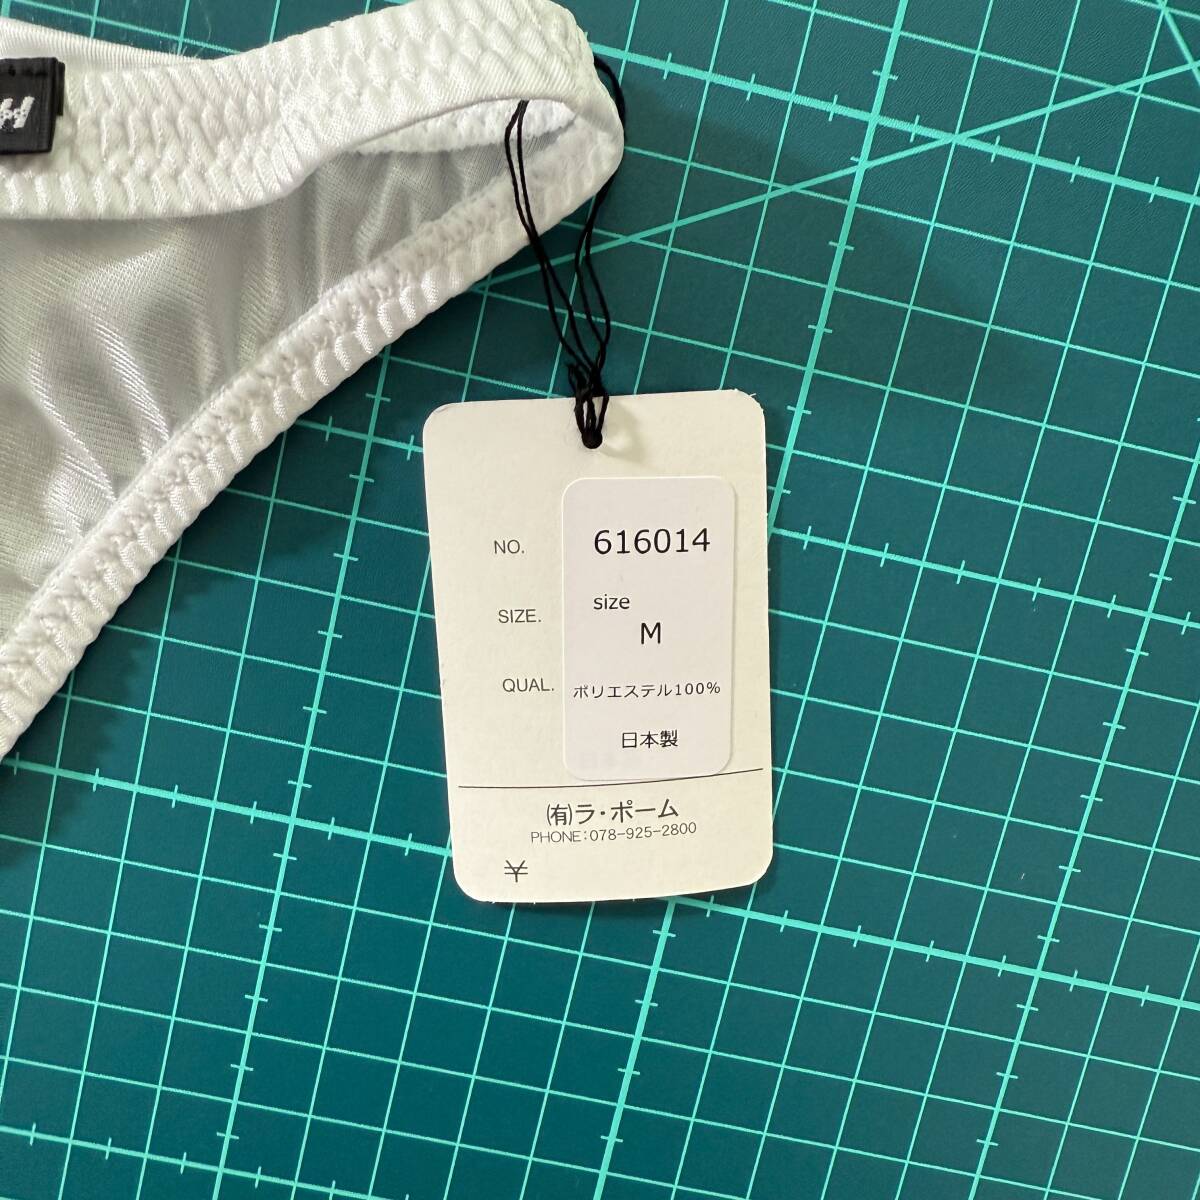 NO. 616014
SIZE. size
M
QUAL. ポリエステル100%
日本製
㈲ラ・ポーム
PHONE:078-925-2800
¥